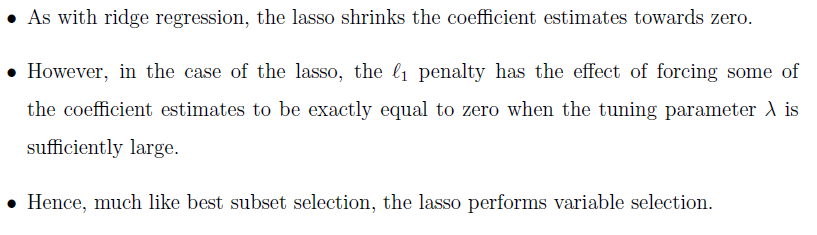 • As with ridge regression, the lasso shrinks the coefficient estimates towards zero.
• However, in the case of the lasso, the ℓ₁ penalty has the effect of forcing some of
the coefficient estimates to be exactly equal to zero when the tuning parameter λ is
sufficiently large.
• Hence, much like best subset selection, the lasso performs variable selection.